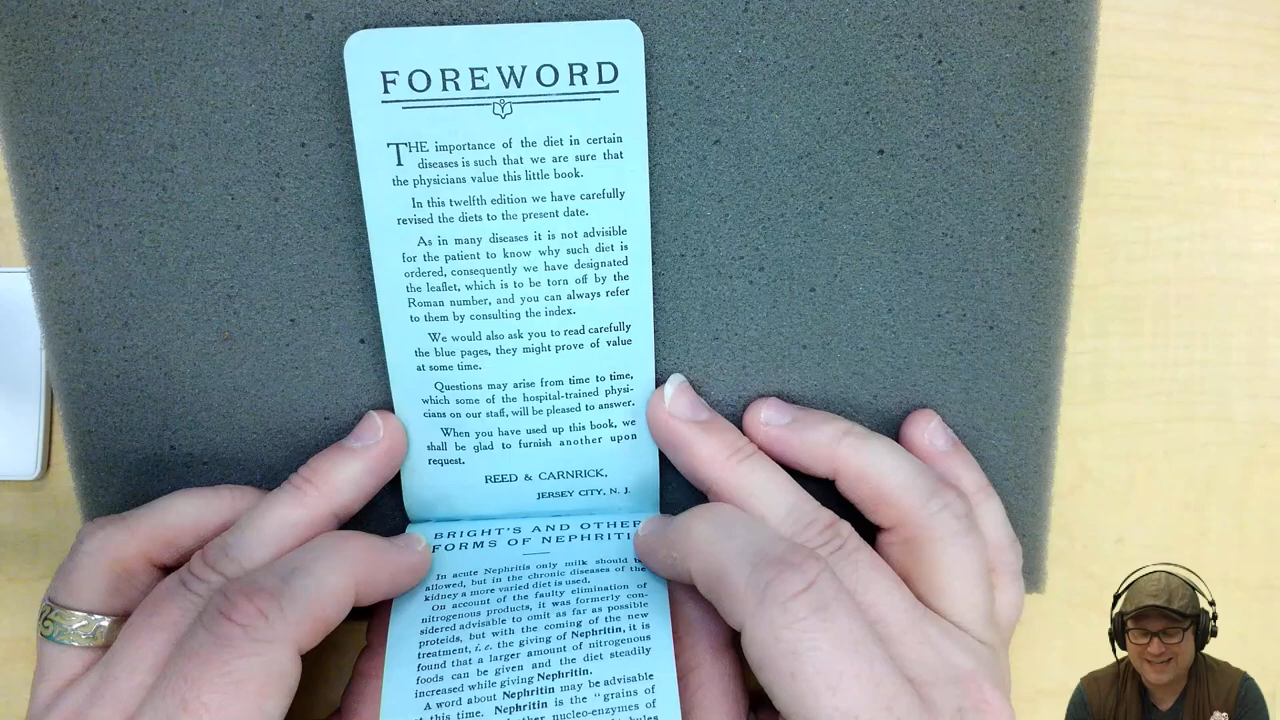 FOREWORD
THE importance of the diet in certain
diseases is such that we are sure that
the physicians value this little book.
In this twelfth edition we have carefully
revised the diets to the present date.
As in many diseases it is not advisible
for the patient to know why such diet is
ordered, consequently we have designated
the leaflet, which is to be torn off by the
Roman number, and you can always refer
to them by consulting the index.
We would also ask you to read carefully
the blue pages, they might prove of value
at some time.
Questions may arise from time to time,
which some of the hospital-trained physi-
cians on our staff, will be pleased to answer.
When you have used up this book, we
shall be glad to furnish another upon
request.
REED & CARNRICK,
JERSEY CITY, N. J.
BRIGHT'S AND OTHER
FORMS OF NEPHRITI
In acute Nephritis only milk should
allowed, but in the chronic diseases of the
kidney a more varied diet is used.
On account of the faulty elimination of
nitrogenous products, it was formerly con-
sidered advisable to omit as far as possible
proteids, but with the coming of the new
treatment, i. e. the giving of Nephritin, it is
found that a larger amount of nitrogenous
foods can be given and the diet steadily
increased while giving Nephritin.
A word about Nephritin may be advisable
this time. Nephritin is the "grains of
nucleo-enzymes of